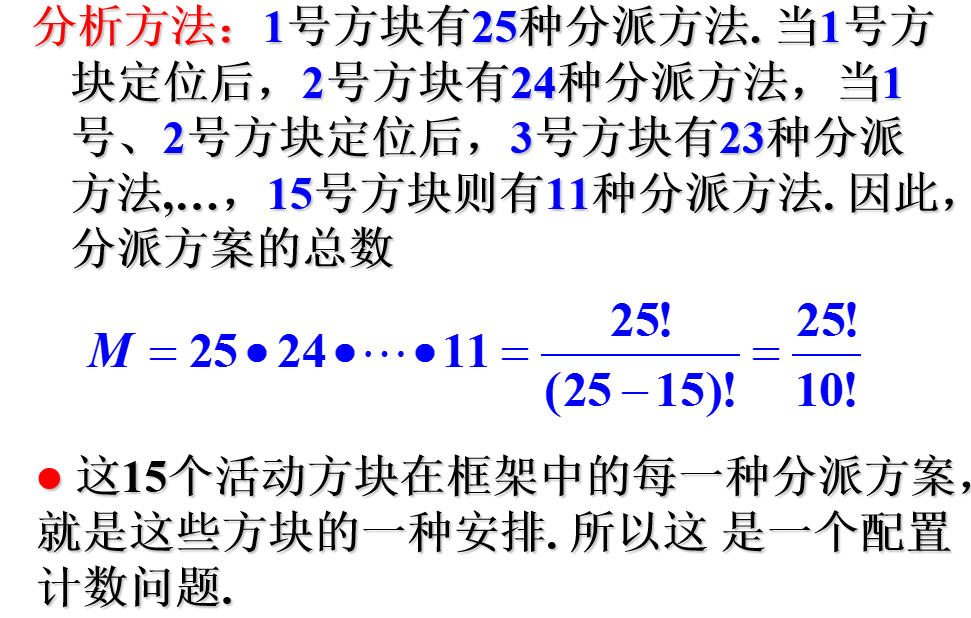 分析方法：1号方块有25种分派方法. 当1号方
块定位后，2号方块有24种分派方法，当1
号、2号方块定位后，3号方块有23种分派
方法,…，15号方块则有11种分派方法. 因此，
分派方案的总数
M = 25•24•⋯•11 = 25!/(25−15)! = 25!/10!
● 这15个活动方块在框架中的每一种分派方案，
就是这些方块的一种安排. 所以这 是一个配置
计数问题.